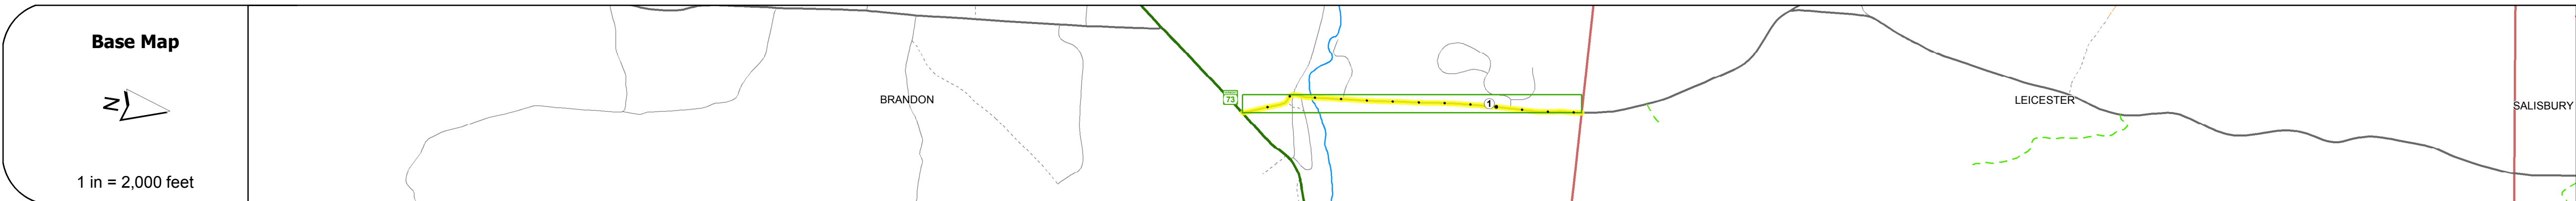 Base Map
N
1 in = 2,000 feet
BRANDON
73
1
LEICESTER
SALISBURY